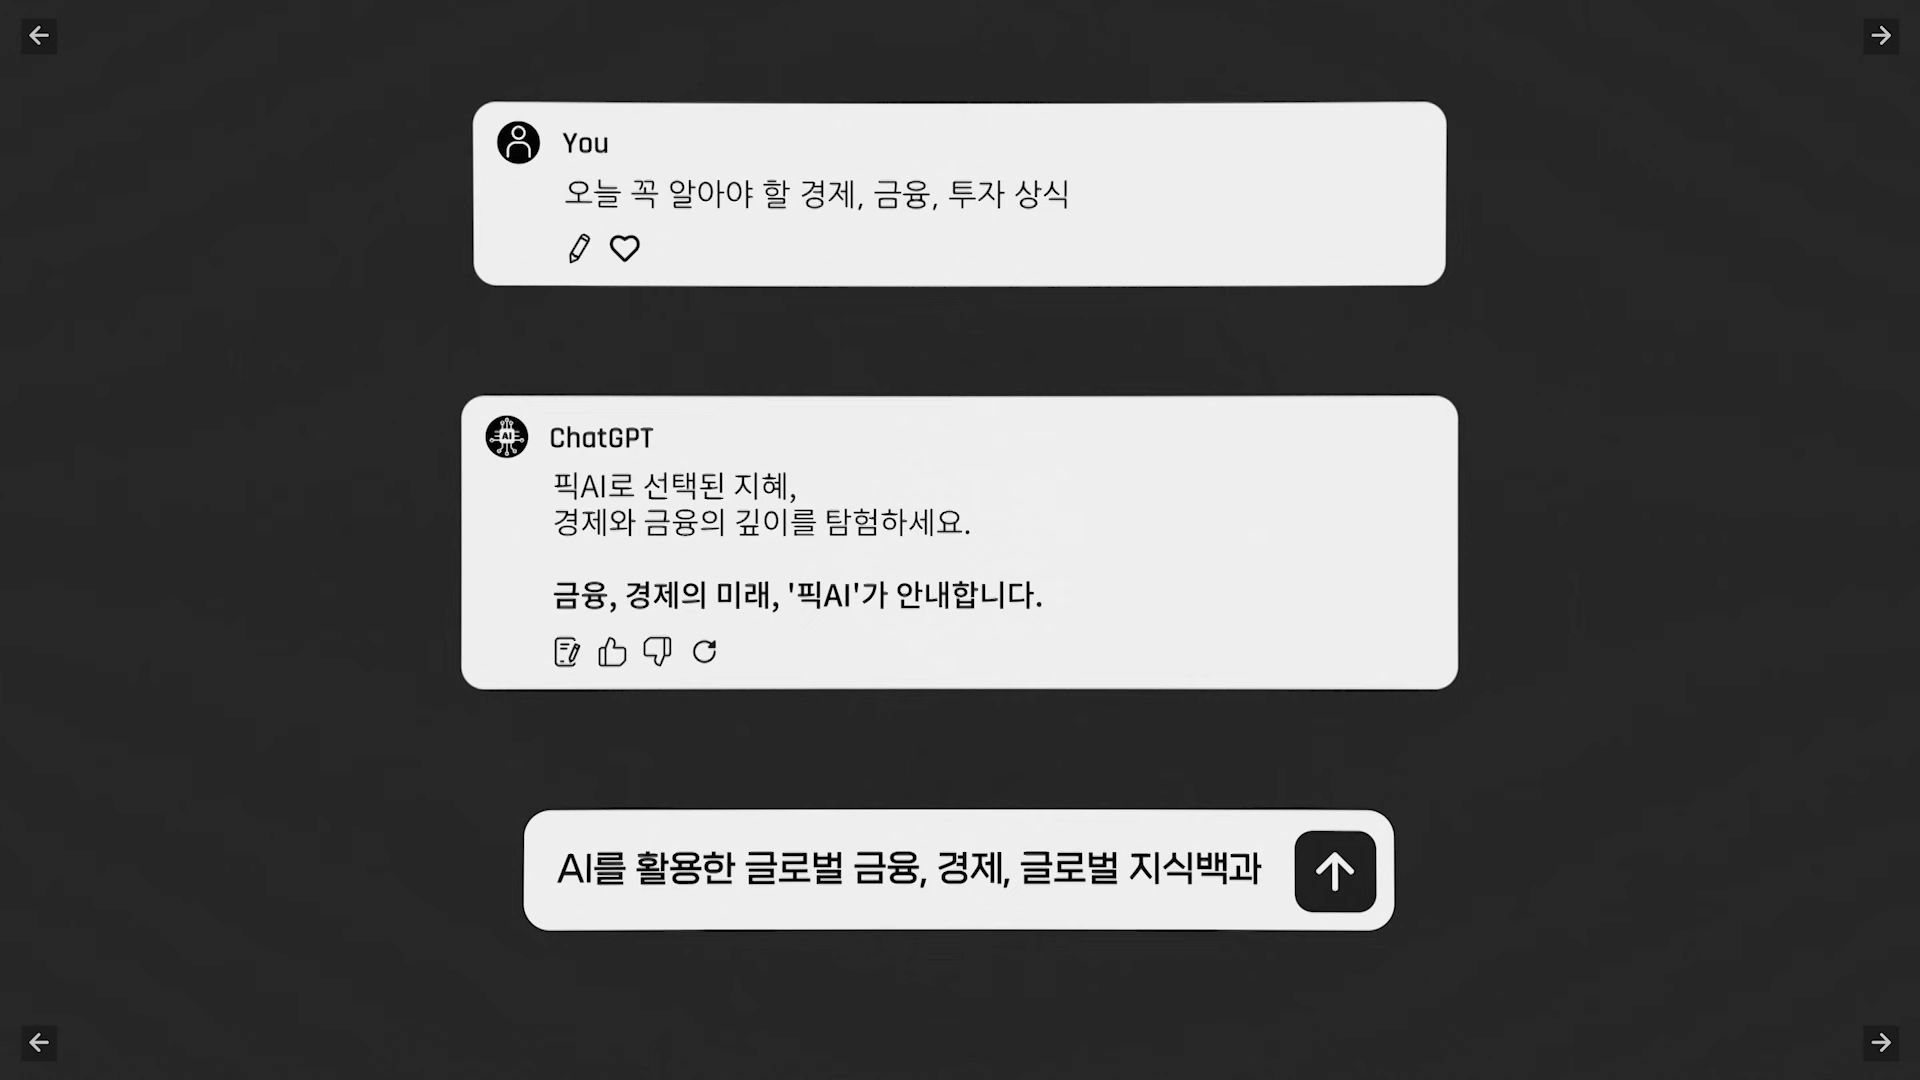 You
오늘 꼭 알아야 할 경제, 금융, 투자 상식
AI
ChatGPT
픽AI로 선택된 지혜,
경제와 금융의 깊이를 탐험하세요.
금융, 경제의 미래, '픽AI'가 안내합니다.
AI를 활용한 글로벌 금융, 경제, 글로벌 지식백과